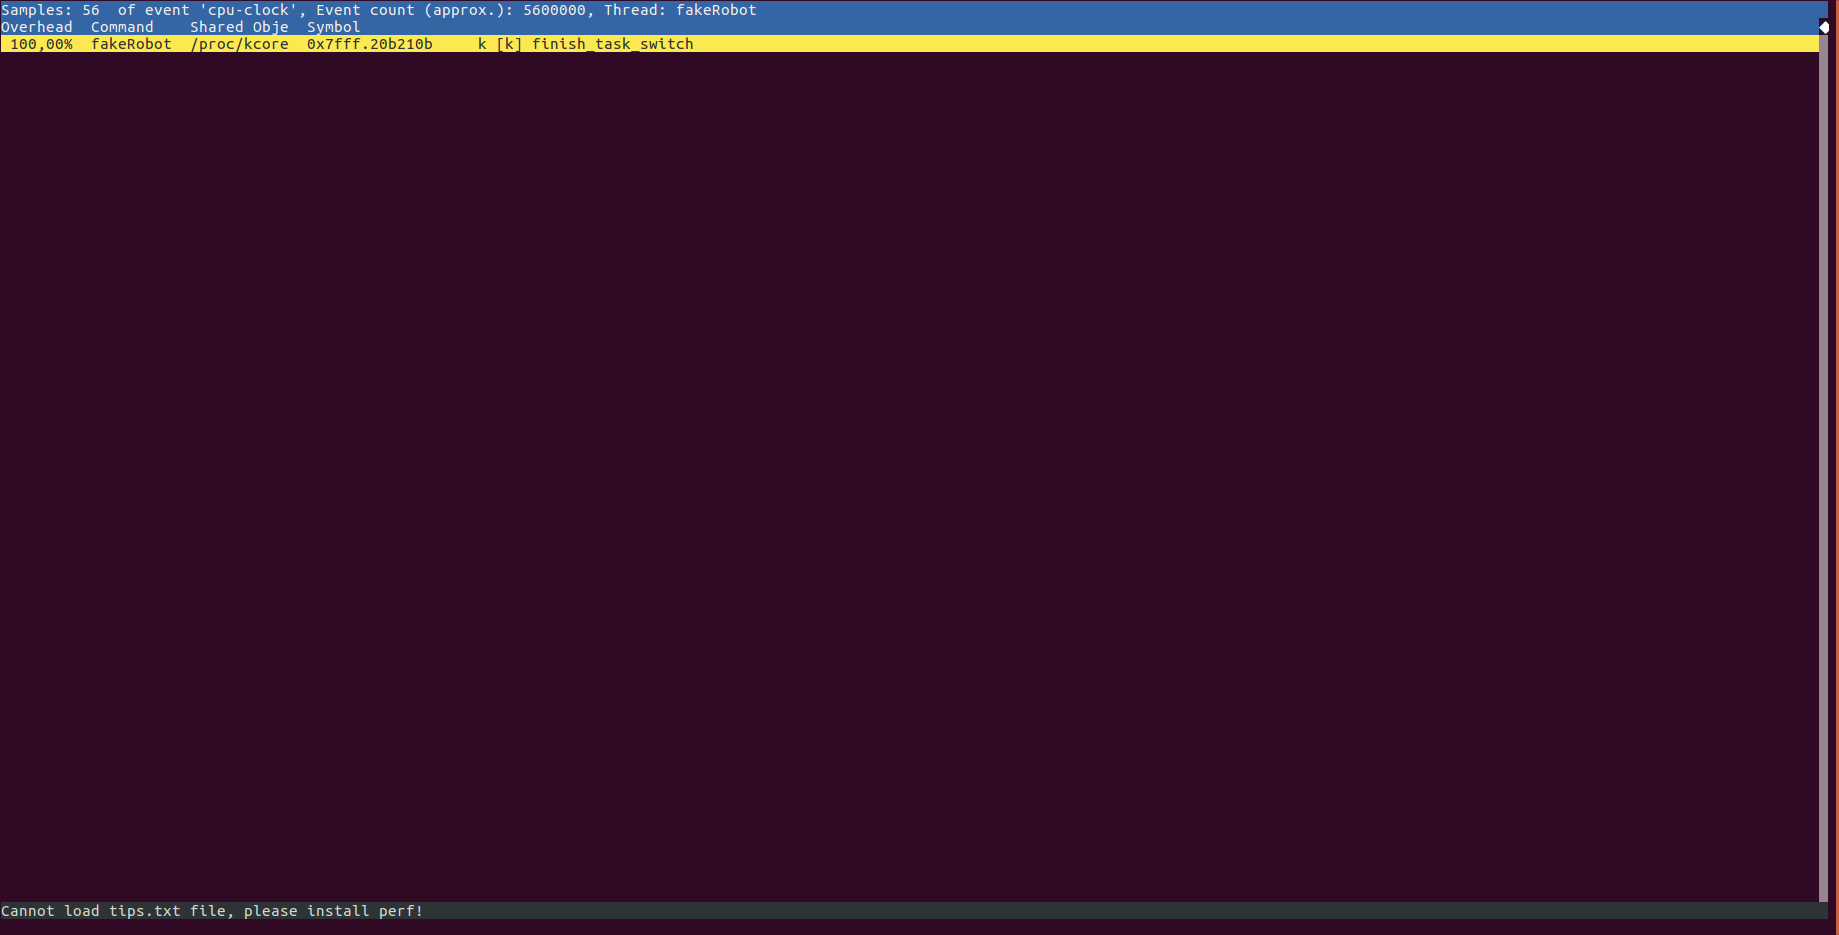 Samples: 56  of event 'cpu-clock', Event count (approx.): 5600000, Thread: fakeRobot
Overhead  Command    Shared Obje  Symbol
 100,00%  fakeRobot  /proc/kcore  0x7fff.20b210b     k [k] finish_task_switch
Cannot load tips.txt file, please install perf!